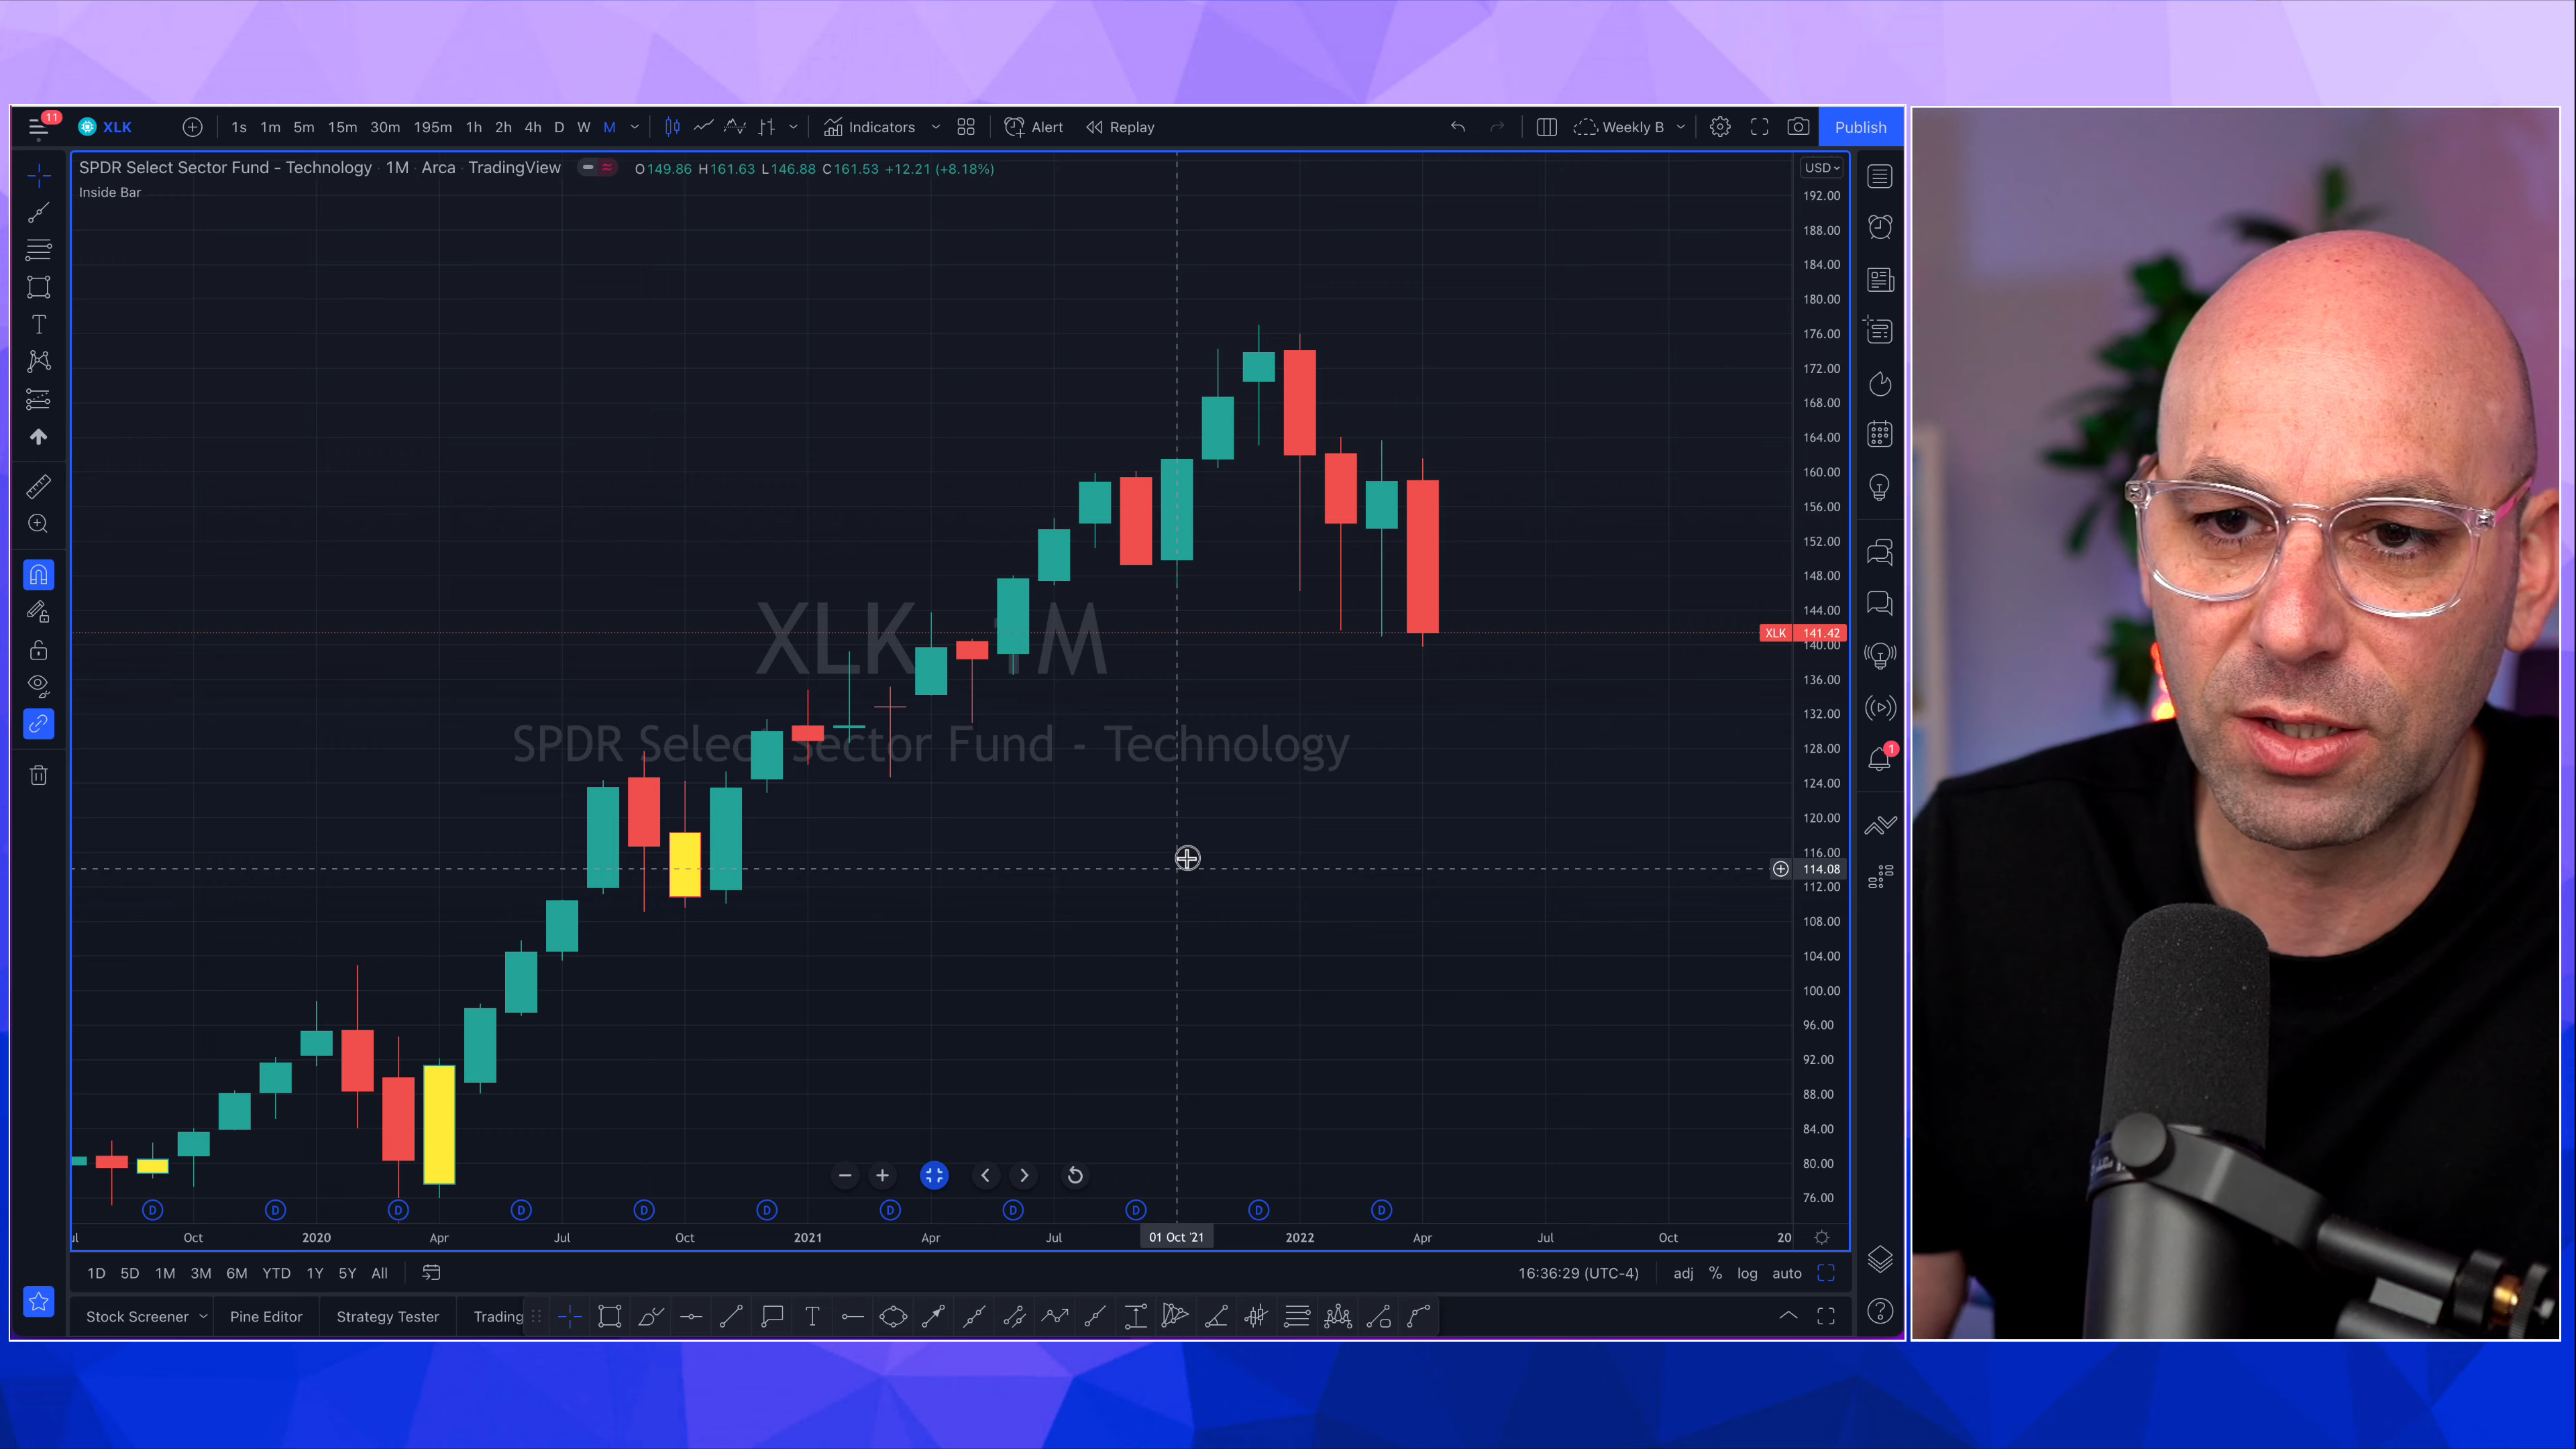 11
XLK
1s 1m 5m 15m 30m 195m 1h 2h 4h D W M
Indicators
Alert
Replay
Weekly B
Publish
SPDR Select Sector Fund - Technology · 1M · Arca · TradingView
O149.86 H161.63 L146.88 C161.53 +12.21 (+8.18%)
Inside Bar
USD
192.00
188.00
184.00
180.00
176.00
172.00
168.00
164.00
160.00
156.00
152.00
148.00
144.00
XLK 141.42
140.00
136.00
132.00
128.00
124.00
120.00
116.00
114.08
112.00
108.00
104.00
100.00
96.00
92.00
88.00
84.00
80.00
76.00
XLK 1M
SPDR Select Sector Fund - Technology
1
D D D D D D D D D D D
Oct 2020 Apr Jul Oct 2021 Apr Jul 01 Oct '21 2022 Apr Jul Oct 20
1D 5D 1M 3M 6M YTD 1Y 5Y All
16:36:29 (UTC-4)
adj % log auto
Stock Screener
Pine Editor
Strategy Tester
Trading